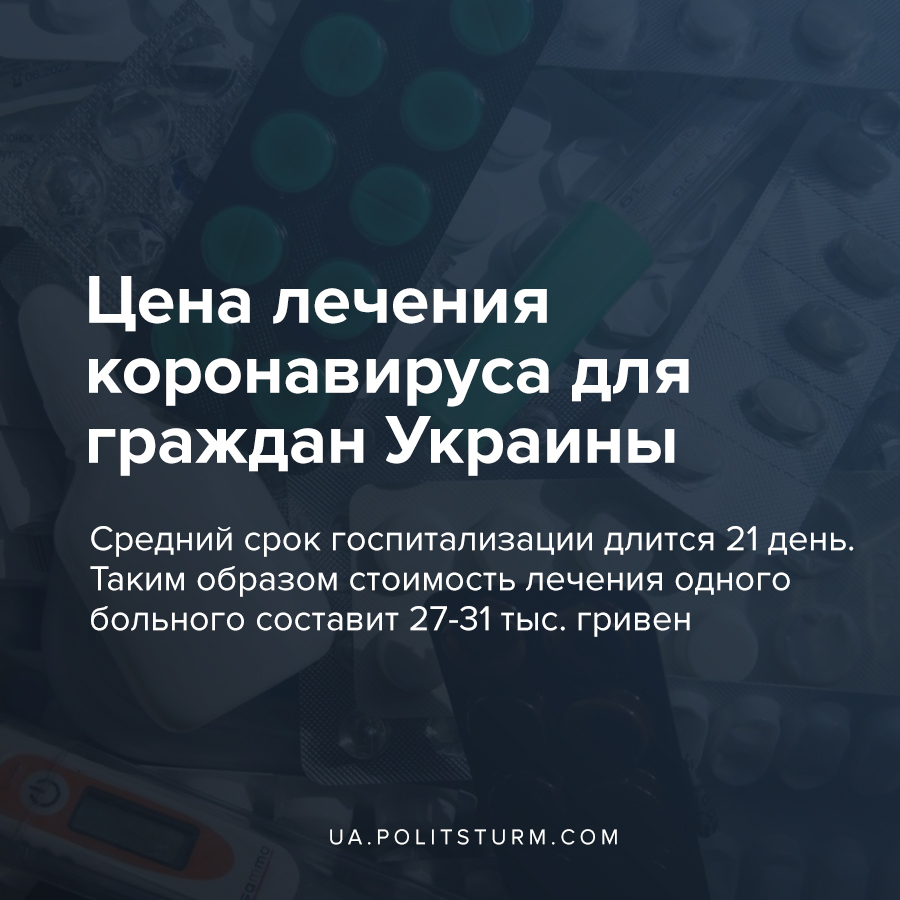 Цена лечения
коронавируса для
граждан Украины
Средний срок госпитализации длится 21 день.
Таким образом стоимость лечения одного
больного составит 27-31 тыс. гривен
UA.POLITSTURM.COM